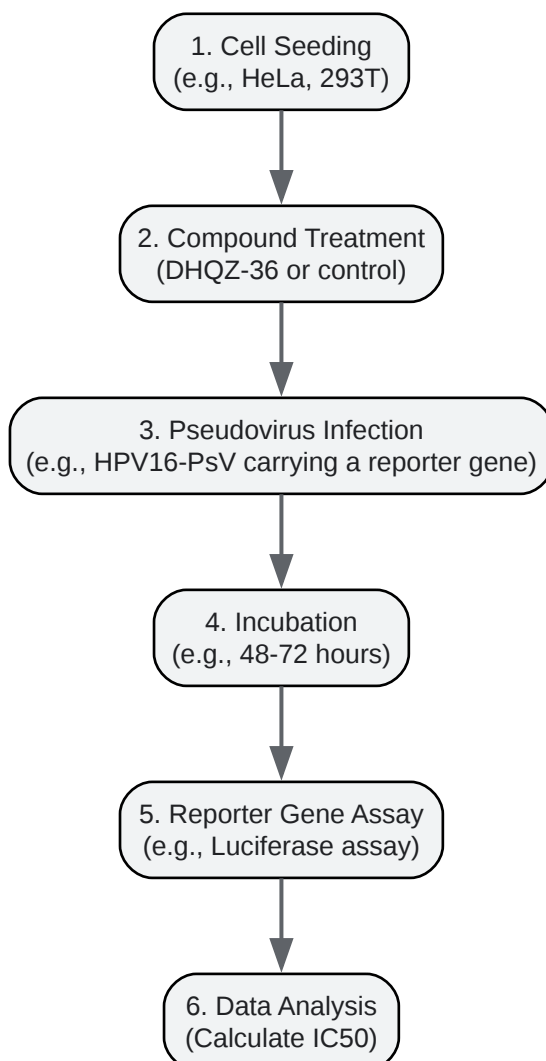 1. Cell Seeding
(e.g., HeLa, 293T)
2. Compound Treatment
(DHQZ-36 or control)
3. Pseudovirus Infection
(e.g., HPV16-PsV carrying a reporter gene)
4. Incubation
(e.g., 48-72 hours)
5. Reporter Gene Assay
(e.g., Luciferase assay)
6. Data Analysis
(Calculate IC50)